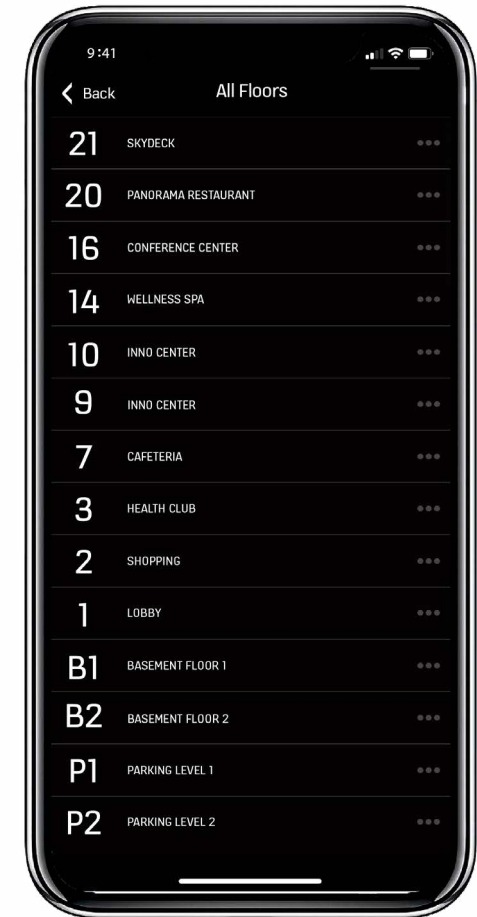 9:41
Back All Floors
21 SKYDECK
20 PANORAMA RESTAURANT
16 CONFERENCE CENTER
14 WELLNESS SPA
10 INNO CENTER
9 INNO CENTER
7 CAFETERIA
3 HEALTH CLUB
2 SHOPPING
1 LOBBY
B1 BASEMENT FLOOR 1
B2 BASEMENT FLOOR 2
P1 PARKING LEVEL 1
P2 PARKING LEVEL 2